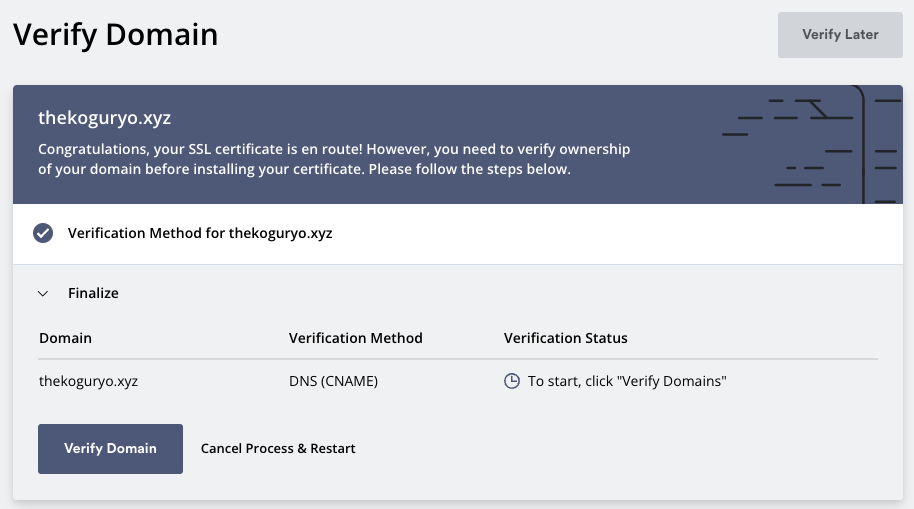 Verify Domain
Verify Later
thekoguryo.xyz
Congratulations, your SSL certificate is en route! However, you need to verify ownership
of your domain before installing your certificate. Please follow the steps below.
Verification Method for thekoguryo.xyz
Finalize
Domain Verification Method Verification Status
thekoguryo.xyz DNS (CNAME) To start, click "Verify Domains"
Verify Domain Cancel Process & Restart